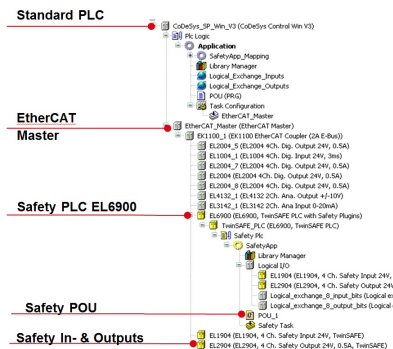 Standard PLC
CoDeSys_SP_Win_V3 (CoDeSys Control Win V3)
Plc Logic
Application
SafetyApp_Mapping
Library Manager
Logical_Exchange_Inputs
Logical_Exchange_Outputs
POU (PRG)
Task Configuration
EtherCAT_Master
EtherCAT
Master
EtherCAT_Master (EtherCAT Master)
EK1100_1 (EK1100 EtherCAT Coupler (2A E-Bus))
EL2004_5 (EL2004 4Ch. Dig. Output 24V, 0.5A)
EL1004_1 (EL1004 4Ch. Dig. Input 24V, 3ms)
EL2004_7 (EL2004 4Ch. Dig. Output 24V, 0.5A)
EL2004 (EL2004 4Ch. Dig. Output 24V, 0.5A)
EL2004_8 (EL2004 4Ch. Dig. Output 24V, 0.5A)
EL4132_1 (EL4132 2Ch. Ana. Output +/-10V)
EL3142_1 (EL3142 2Ch. Ana Input 0-20mA)
Safety PLC EL6900
EL6900 (EL6900, TwinSAFE PLC with Safety Plugins)
TwinSAFE_PLC (EL6900, TwinSAFE PLC)
Safety Plc
SafetyApp
Library Manager
Logical I/O
EL1904 (EL1904, 4 Ch. Safety Input 24V,
EL2904 (EL2904, 4 Ch. Safety Output 24V
Logical_exchange_8_input_bits (Logical e
Logical_exchange_8_output_bits (Logical
Safety POU
POU_1
Safety Task
Safety In- & Outputs
EL1904 (EL1904, 4 Ch. Safety Input 24V, TwinSAFE)
EL2904 (EL2904, 4 Ch. Safety Output 24V, 0.5A, TwinSAFE)